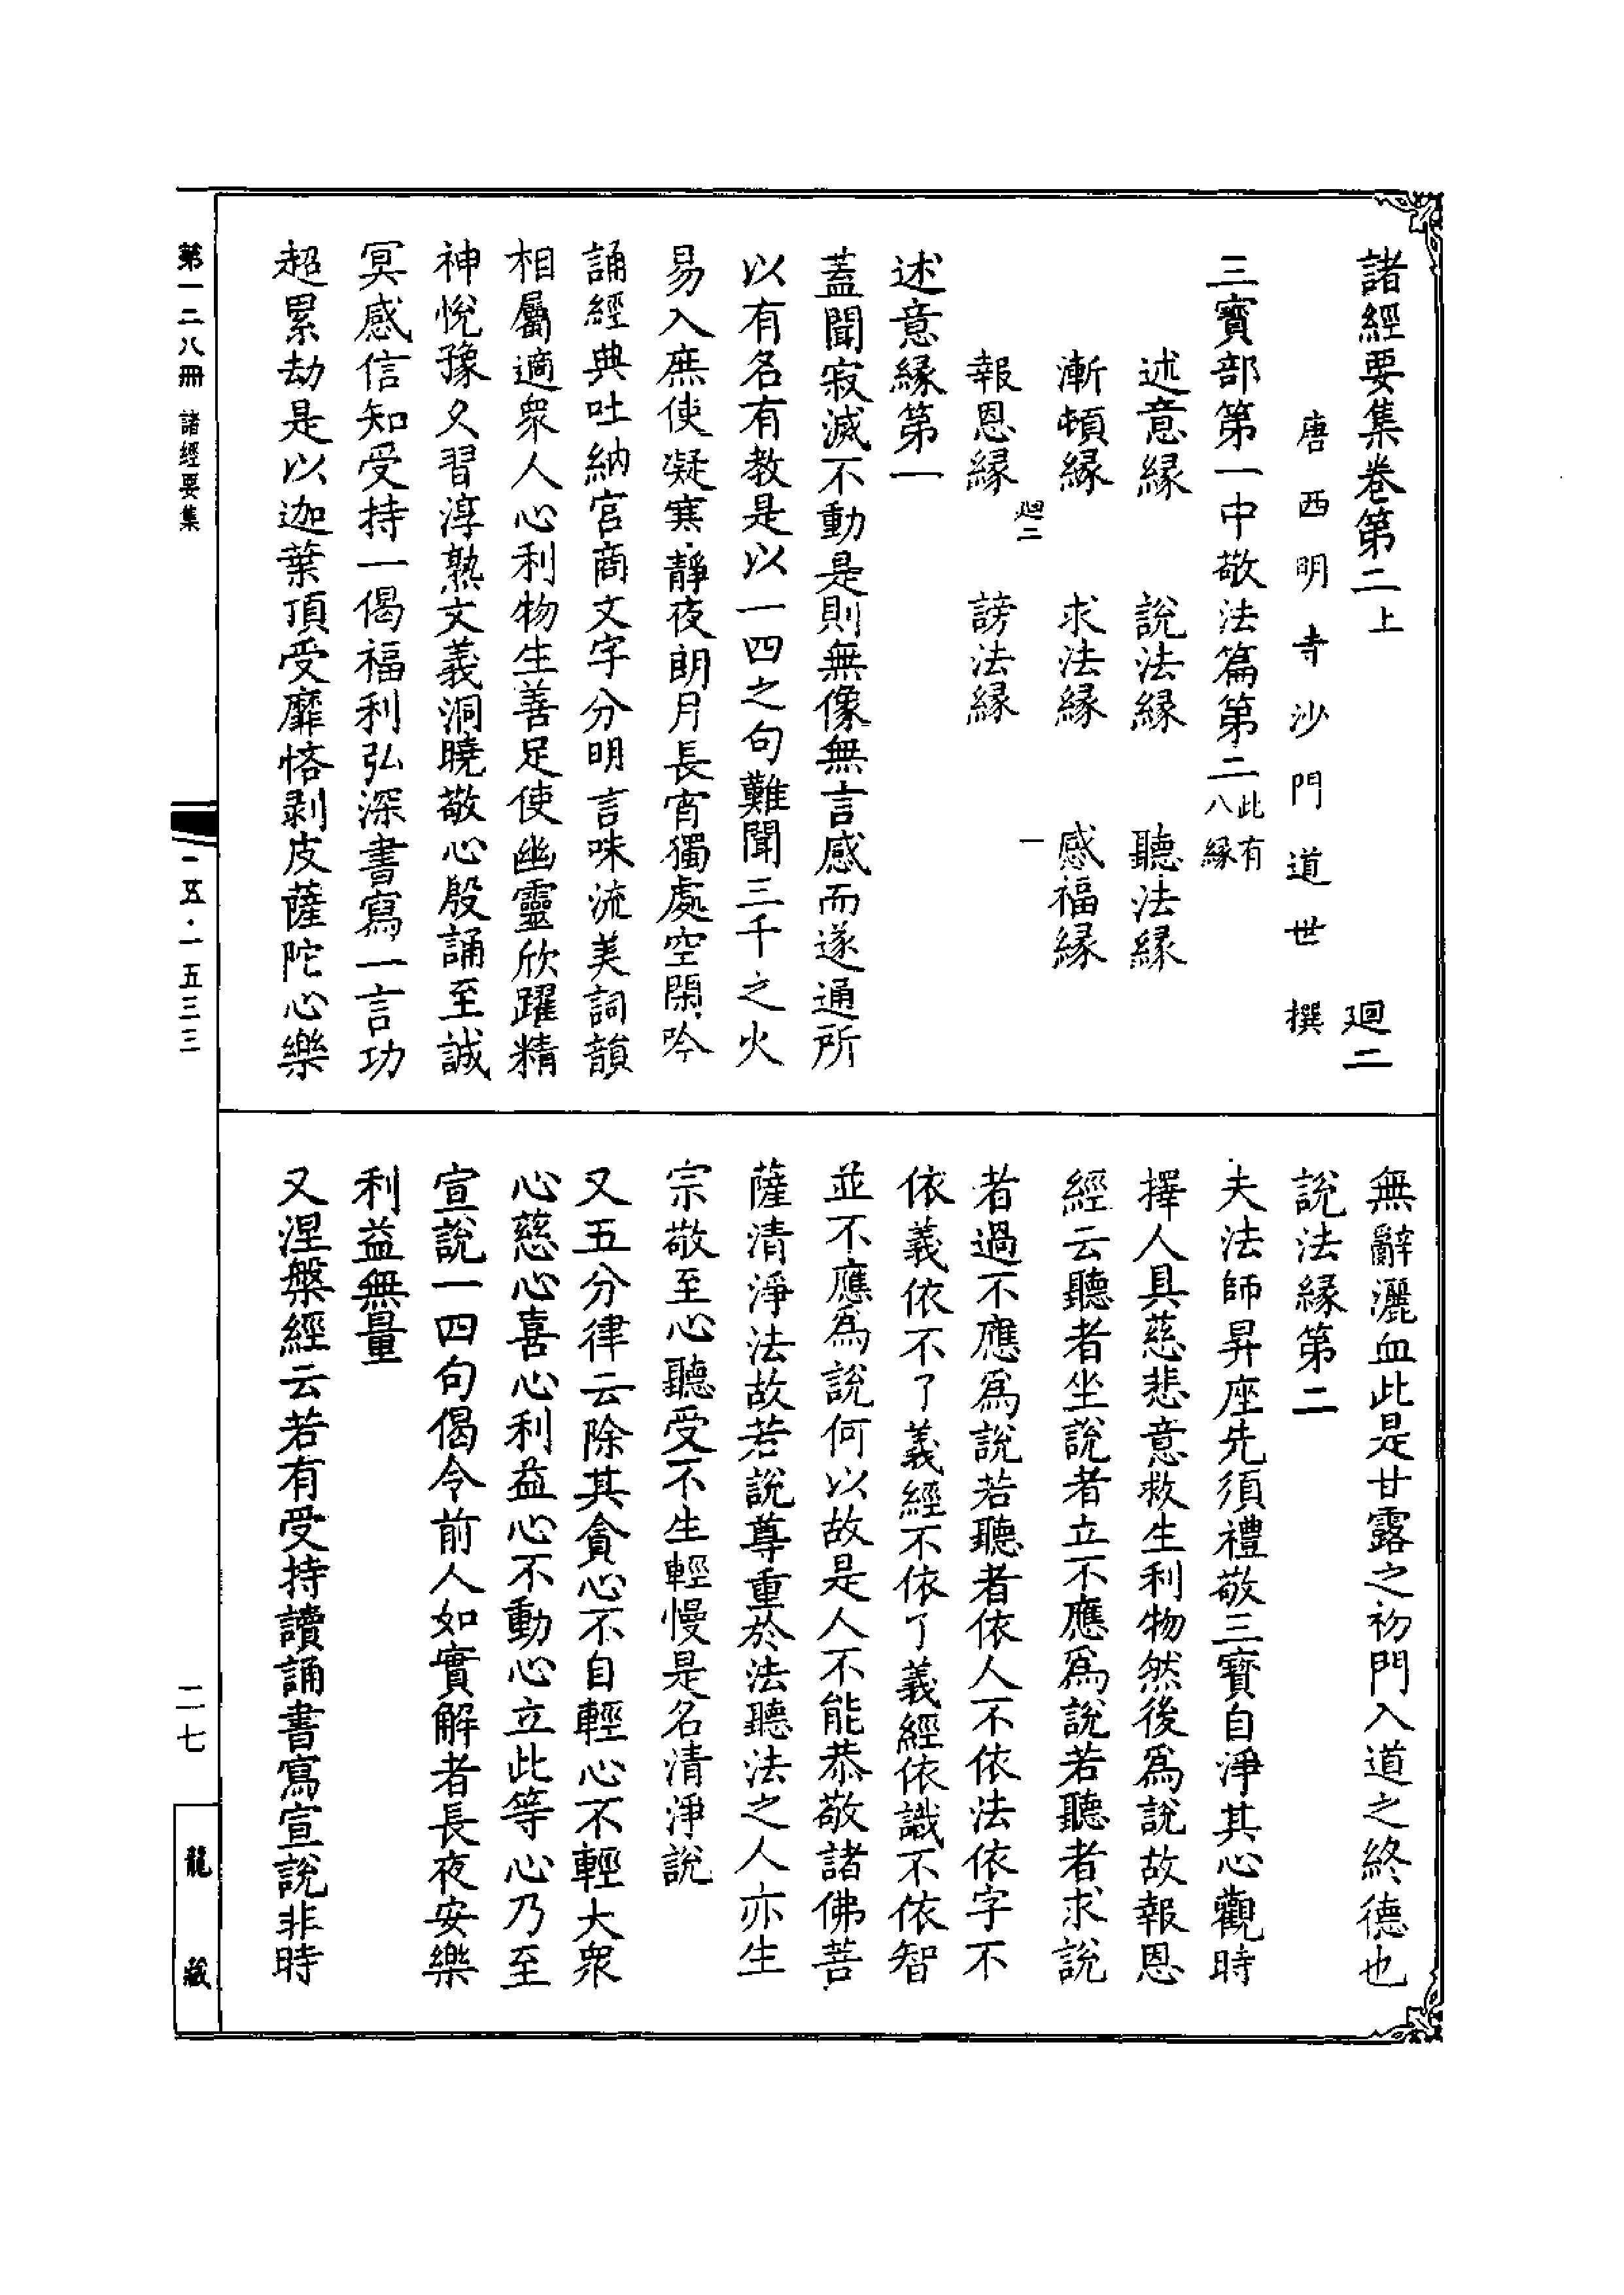 諸經要集卷第二上　廻二
唐西明寺沙門道世撰
三寶部第一中敬法篇第二此有八縁
述意縁　說法縁　聽法縁
漸頓縁　求法縁　感福縁
廻二　一
報恩縁　謗法縁
述意縁第一
蓋聞寂滅不動是則無像無言感而遂通所
以有名有教是以一四之句難聞三千之火
易入庶使凝寒靜夜朗月長宵獨處空閑吟
誦經典吐納宮商文字分明言味流美詞韻
相屬適衆人心利物生善足使幽靈欣躍精
神悅豫久習淳熟文義洞曉敬心殷誦至誠
冥感信知受持一偈福利弘深書寫一言功
超累劫是以迦葉頂受靡悋剥皮薩陀心樂
無辭灑血此是甘露之初門入道之終德也
說法縁第二
夫法師昇座先須禮敬三寶自淨其心觀時
擇人具慈悲意救生利物然後爲說故報恩
經云聽者坐說者立不應爲說若聽者求說
者過不應爲說若聽者依人不依法依字不
依義依不了義經不依了義經依識不依智
並不應爲說何以故是人不能恭敬諸佛菩
薩清淨法故若說尊重於法聽法之人亦生
宗敬至心聽受不生輕慢是名清淨說
又五分律云除其貪心不自輕心不輕大衆
心慈心喜心利益心不動心立此等心乃至
宣說一四句偈令前人如實解者長夜安樂
利益無量
又涅槃經云若有受持讀誦書寫宣說非時
第一二八冊　諸經要集
一五·一五三三
二七
龍藏